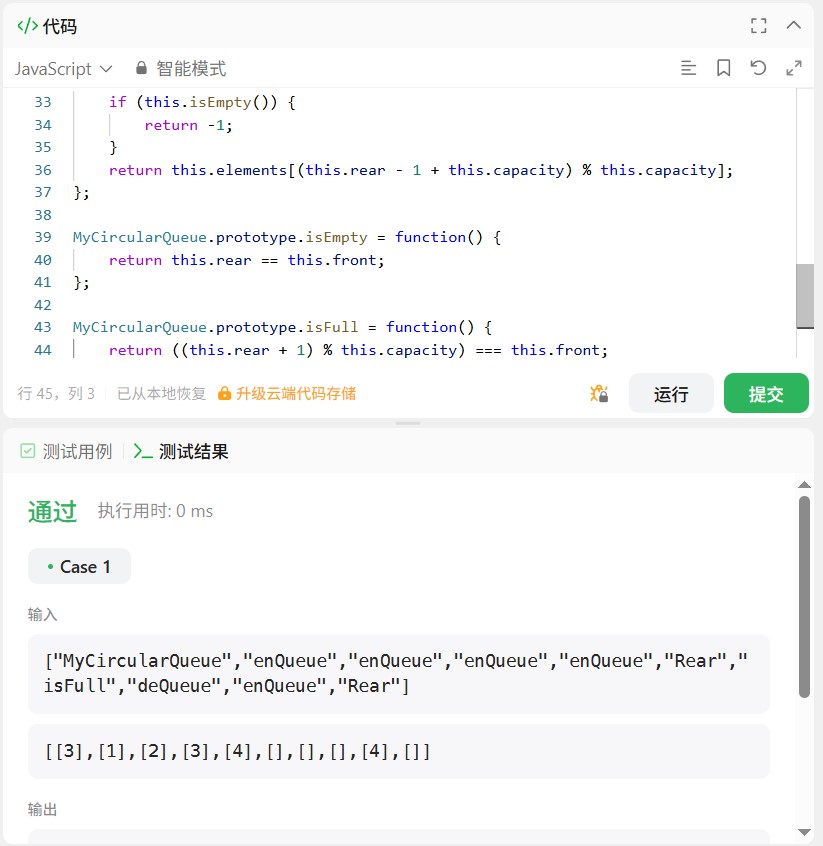 </> 代码
JavaScript 智能模式
33 if (this.isEmpty()) {
34 return -1;
35 }
36 return this.elements[(this.rear - 1 + this.capacity) % this.capacity];
37 };
38
39 MyCircularQueue.prototype.isEmpty = function() {
40 return this.rear == this.front;
41 };
42
43 MyCircularQueue.prototype.isFull = function() {
44 return ((this.rear + 1) % this.capacity) === this.front;
行 45，列 3 已从本地恢复 升级云端代码存储 运行 提交
测试用例 测试结果
通过 执行用时: 0 ms
• Case 1
输入
["MyCircularQueue","enQueue","enQueue","enQueue","enQueue","Rear","
isFull","deQueue","enQueue","Rear"]
[[3],[1],[2],[3],[4],[],[],[],[4],[]]
输出